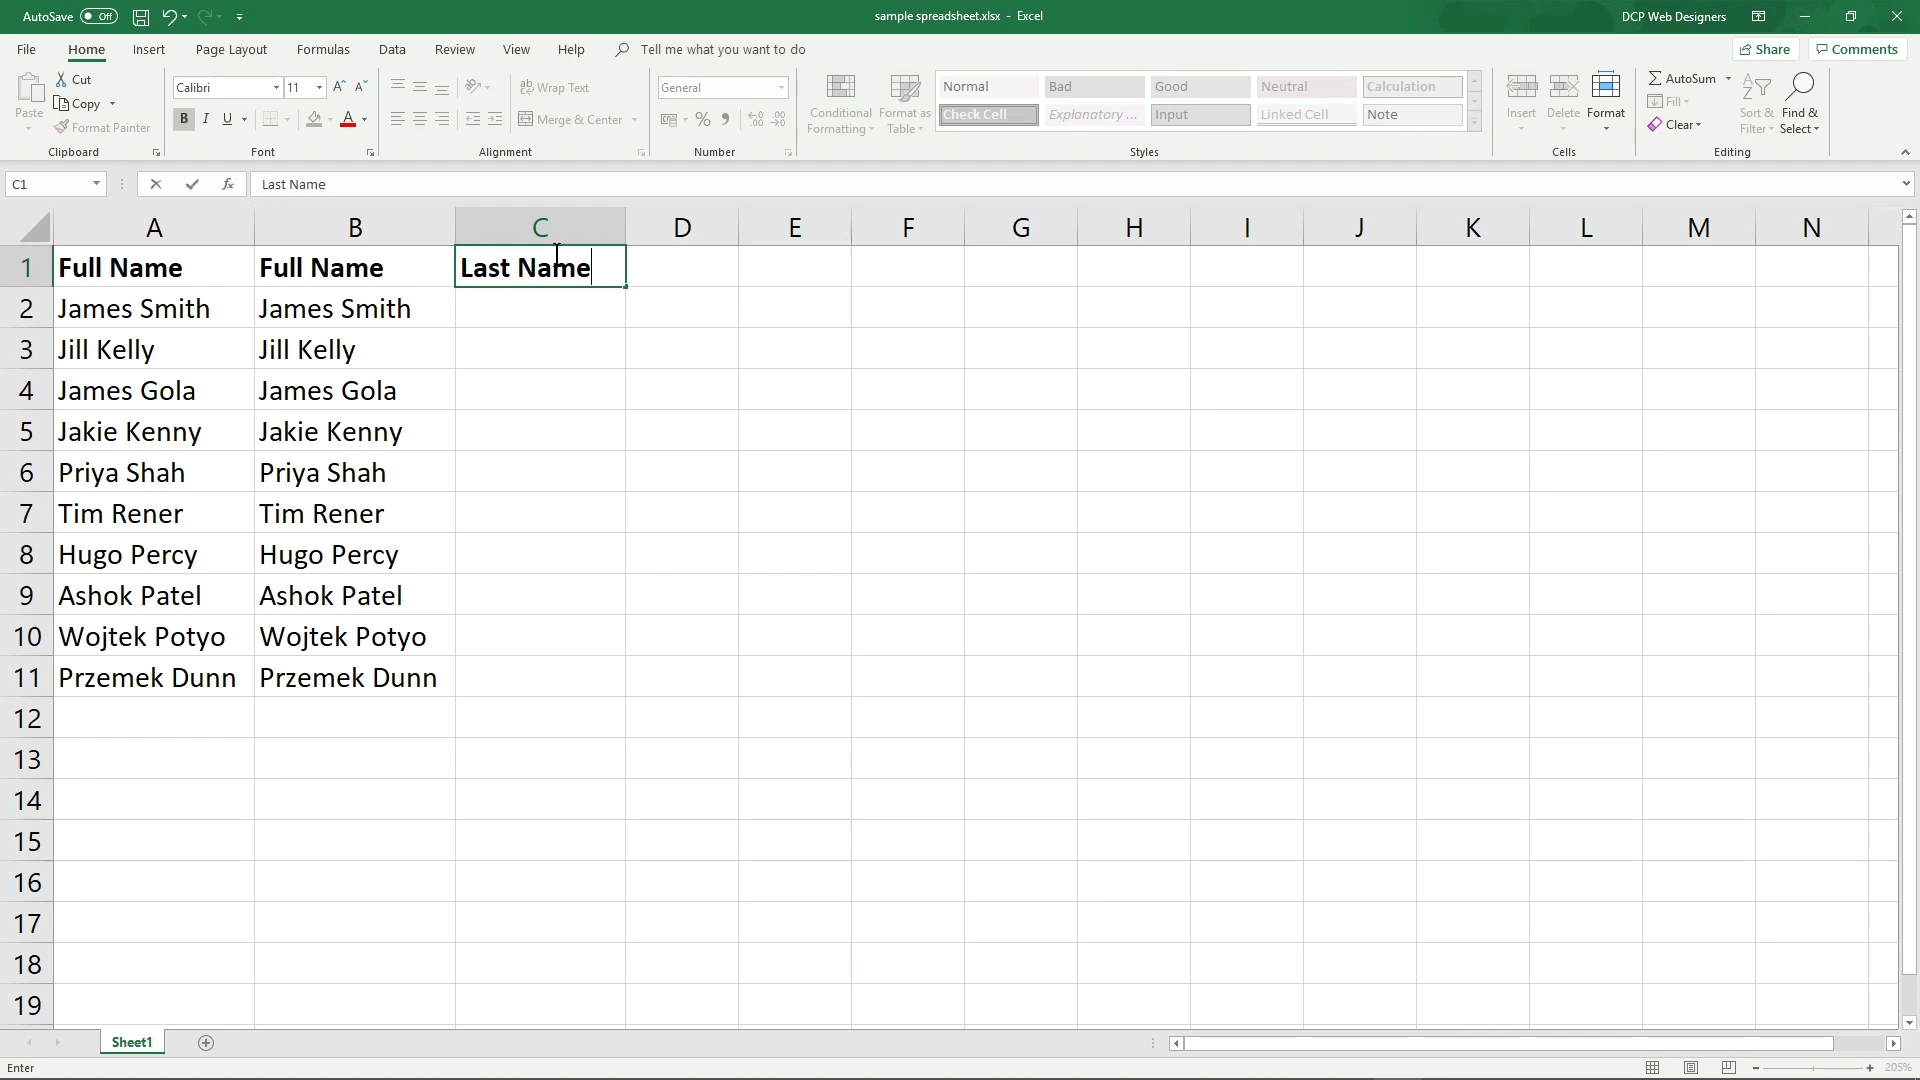 AutoSave Off
sample spreadsheet.xlsx - Excel
DCP Web Designers
File Home Insert Page Layout Formulas Data Review View Help Tell me what you want to do
Share Comments
Paste
Cut
Copy
Format Painter
Clipboard
Calibri 11
B I U
Font
Wrap Text
Merge & Center
Alignment
General
Number
Conditional Formatting
Format as Table
Normal Bad Good Neutral Calculation
Check Cell Explanatory ... Input Linked Cell Note
Styles
Insert Delete Format
Cells
AutoSum
Fill
Clear
Sort & Filter
Find & Select
Editing
C1
fx
Last Name
A B C D E F G H I J K L M N
1 Full Name Full Name Last Name
2 James Smith James Smith
3 Jill Kelly Jill Kelly
4 James Gola James Gola
5 Jakie Kenny Jakie Kenny
6 Priya Shah Priya Shah
7 Tim Rener Tim Rener
8 Hugo Percy Hugo Percy
9 Ashok Patel Ashok Patel
10 Wojtek Potyo Wojtek Potyo
11 Przemek Dunn Przemek Dunn
12
13
14
15
16
17
18
19
Sheet1
Enter
205%